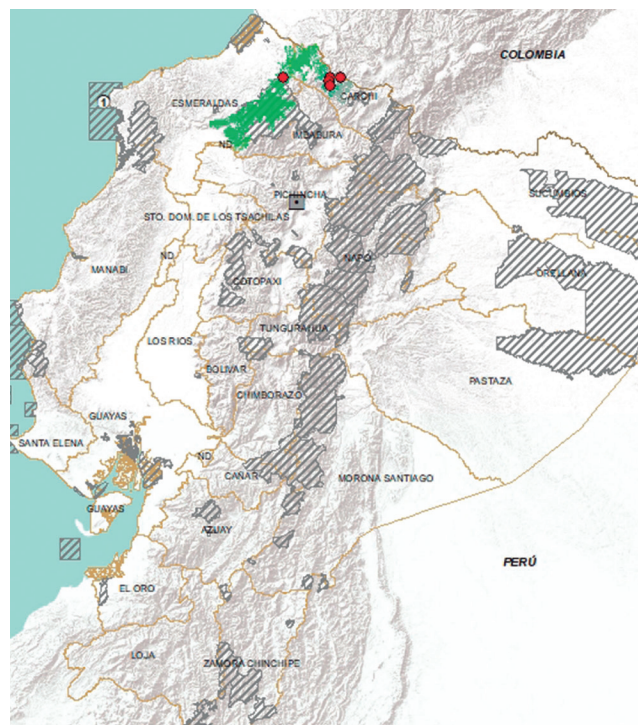 COLOMBIA
1
ESMERALDAS
CARCHI
IMBABURA
ND
PICHINCHA
SUCUMBIOS
STO. DOM. DE LOS TSACHILAS
ND
NAPO
MANABI
ORELLANA
COTOPAXI
TUNGURAHUA
LOS RIOS
BOLIVAR
PASTAZA
CHIMBORAZO
GUAYAS
SANTA ELENA
ND
CAÑAR
MORONA SANTIAGO
GUAYAS
AZUAY
PERÚ
EL ORO
LOJA
ZAMORA CHINCHIPE